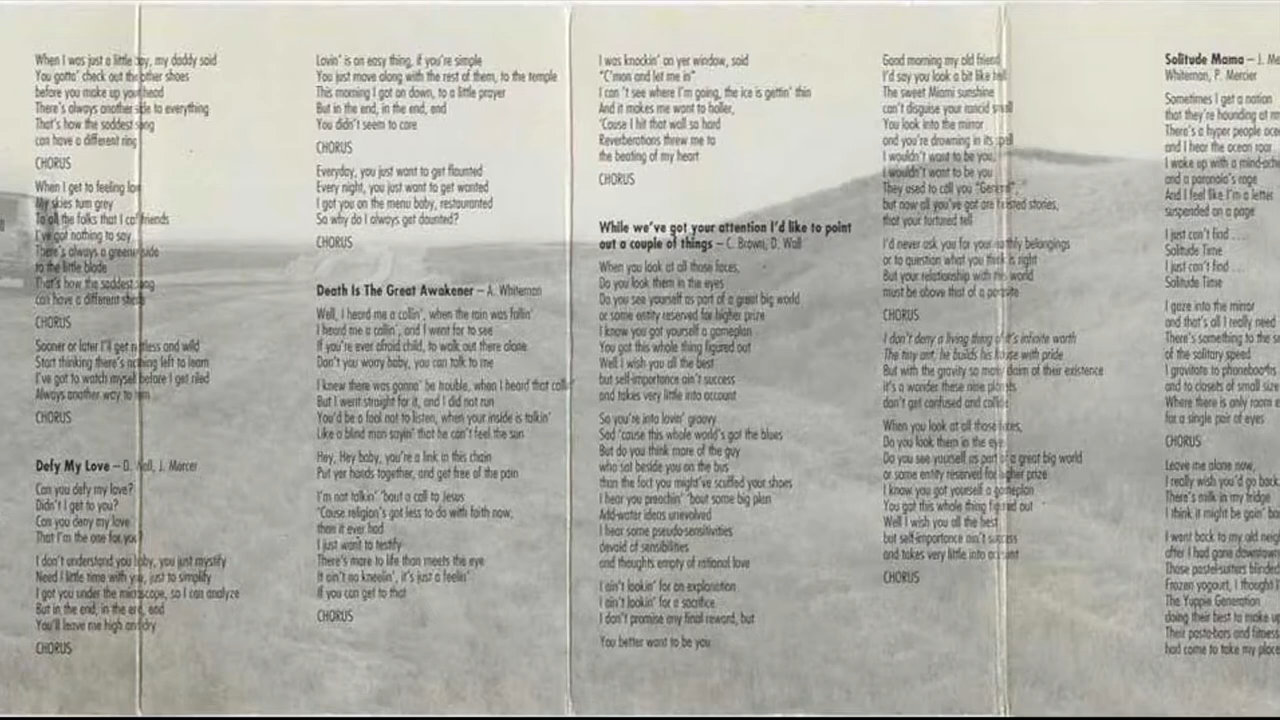 When I was just a little boy, my daddy said
You gotta' check out the other shoes
before you make up your head
There's always another side to everything
That's how the saddest song
can have a different ring
CHORUS
When I get to feeling low
My skies turn grey
To all the folks that I call friends
I've got nothing to say
There's always a greener side
to the little blade
That's how the saddest song
can have a different
CHORUS
Sooner or later I'll get restless and wild
Start thinking there's nothing left to learn
I've got to watch myself before I get riled
Always another way to
CHORUS
Defy My Love – D. Wall, J. Mercer
Can you defy my love?
Didn't I get to you?
Can you deny my love
That I'm the one for you?
I don't understand you baby, you just mystify
Need I little time with you, just to simplify
I got you under the microscope, so I can analyze
But in the end, in the end, and
You'll leave me high and dry
CHORUS
Lovin' is an easy thing, if you're simple
You just move along with the rest of them, to the temple
This morning I got on down, to a little prayer
But in the end, in the end, and
You didn't seem to care
CHORUS
Everyday, you just want to get flaunted
Every night, you just want to get wanted
I got you on the menu baby, restauranted
So why do I always get daunted?
CHORUS
Death Is The Great Awakener – A. Whiteman
Well, I heard me a callin', when the rain was fallin'
I heard me a callin', and I went for to see
If you're ever afraid child, to walk out there alone
Don't you worry baby, you can talk to me
I knew there was gonna' be trouble, when I heard that call
But I went straight for it, and I did not run
You'd be a fool not to listen, when your inside is talkin'
Like a blind man sayin' that he can't feel the sun
Hey, Hey baby, you're a link in this chain
Put yer hands together, and get free of the pain
I'm not talkin' 'bout a call to Jesus
'Cause religion's got less to do with faith now,
than it ever had
I just want to testify
There's more to life than meets the eye
It ain't no kneelin', it's just a feelin'
If you can get to that
CHORUS
I was knockin' on yer window, said
"C'mon and let me in"
I can 't see where I'm going, the ice is gettin' thin
And it makes me want to holler,
'Cause I hit that wall so hard
Reverberations threw me to
the beating of my heart
CHORUS
While we've got your attention I'd like to point
out a couple of things – C. Brown, D. Wall
When you look at all those faces,
Do you look them in the eyes
Do you see yourself as part of a great big world
or some entity reserved for higher prize
I know you got yourself a gameplan
You got this whole thing figured out
Well I wish you all the best
but self-importance ain't success
and takes very little into account
So you're into lovin' groovy
Sad 'cause this whole world's got the blues
But do you think more of the guy
who sat beside you on the bus
than the fact you might've scuffed your shoes
I hear you preachin' 'bout some big plan
Add-water ideas unevolved
I hear some pseudo-sensitivities
devoid of sensibilities
and thoughts empty of rational love
I ain't lookin' for an explanation
I ain't lookin' for a sacrifice
I don't promise any final reward, but
You better want to be you
Good morning my old friend
I'd say you look a bit like hell
The sweet Miami sunshine
can't disguise your rancid smell
You look into the mirror
and you're drowning in its spell
I wouldn't want to be you,
I wouldn't want to be you
They used to call you "General",
but now all you've got are twisted stories,
that your tortured tell
I'd never ask you for your earthly belongings
or to question what you think is right
But your relationship with the world
must be above that of a parasite
CHORUS
I don't deny a living thing of it's infinite worth
The tiny ant, he builds his house with pride
But with the gravity so many claim of their existence
it's a wonder these nine planets
don't get confused and collide
When you look at all those faces,
Do you look them in the eyes
Do you see yourself as part of a great big world
or some entity reserved for higher prize
I know you got yourself a gameplan
You got this whole thing figured out
Well I wish you all the best
but self-importance ain't success
and takes very little into account
CHORUS
Solitude Mama – J. Me
Whiteman, P. Mercier
Sometimes I get a notion
that they're hounding at m
There's a hyper people oce
and I hear the ocean roar
I wake up with a mind-ache
and a paranoia's rage
And I feel like I'm a letter
suspended on a page
I just can't find ....
Solitude Time
I just can't find ...
Solitude Time
I gaze into the mirror
and that's all I really need
There's something to the so
of the solitary speed
I gravitate to phonebooths
and to closets of small size
Where there is only room e
for a single pair of eyes
CHORUS
Leave me alone now,
I really wish you'd go back
There's milk in my fridge
I think it might be goin' ba
I went back to my old neig
after I had gone downtown
Those pastel-suiters blinded
Frozen yogourt, I thought I
The Yuppie Generation
doing their best to make up
Their pasta-bars and fitness
had come to take my place